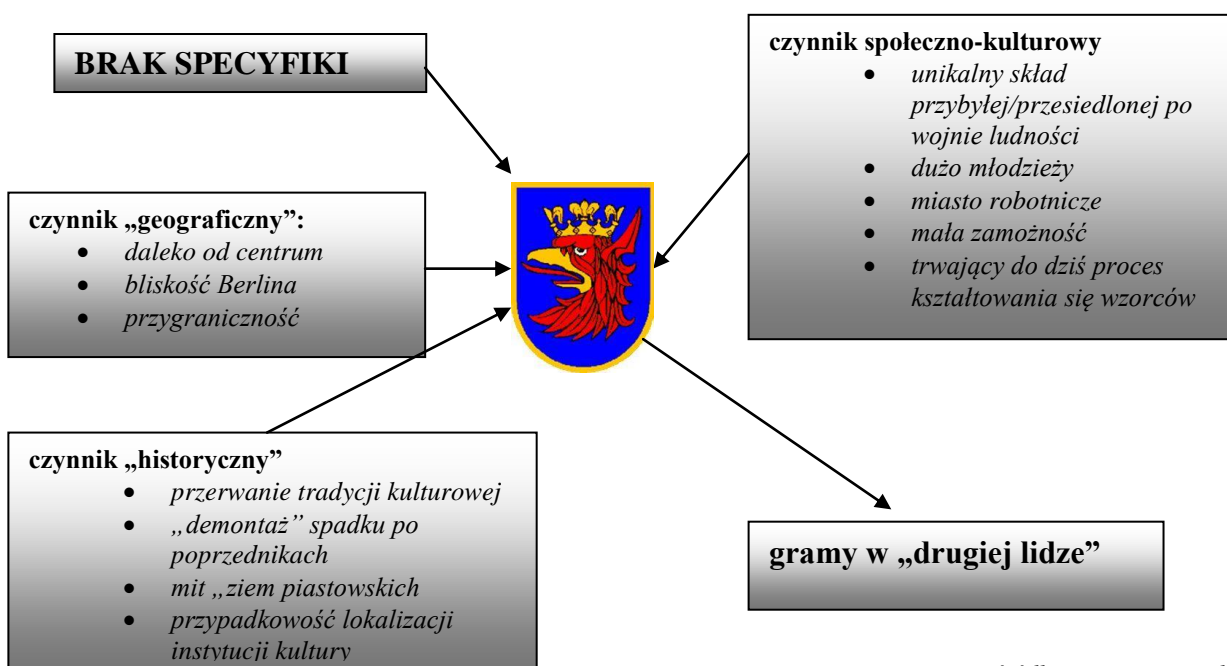 BRAK SPECYFIKI
czynnik społeczno-kulturowy
• unikalny skład
przybyłej/przesiedlonej po
wojnie ludności
• dużo młodzieży
• miasto robotnicze
• mała zamożność
• trwający do dziś proces
kształtowania się wzorców
czynnik „geograficzny”:
• daleko od centrum
• bliskość Berlina
• przygraniczność
czynnik „historyczny”
• przerwanie tradycji kulturowej
• „demontaż” spadku po
poprzednikach
• mit „ziem piastowskich
• przypadkowość lokalizacji
instytucji kultury
gramy w „drugiej lidze”